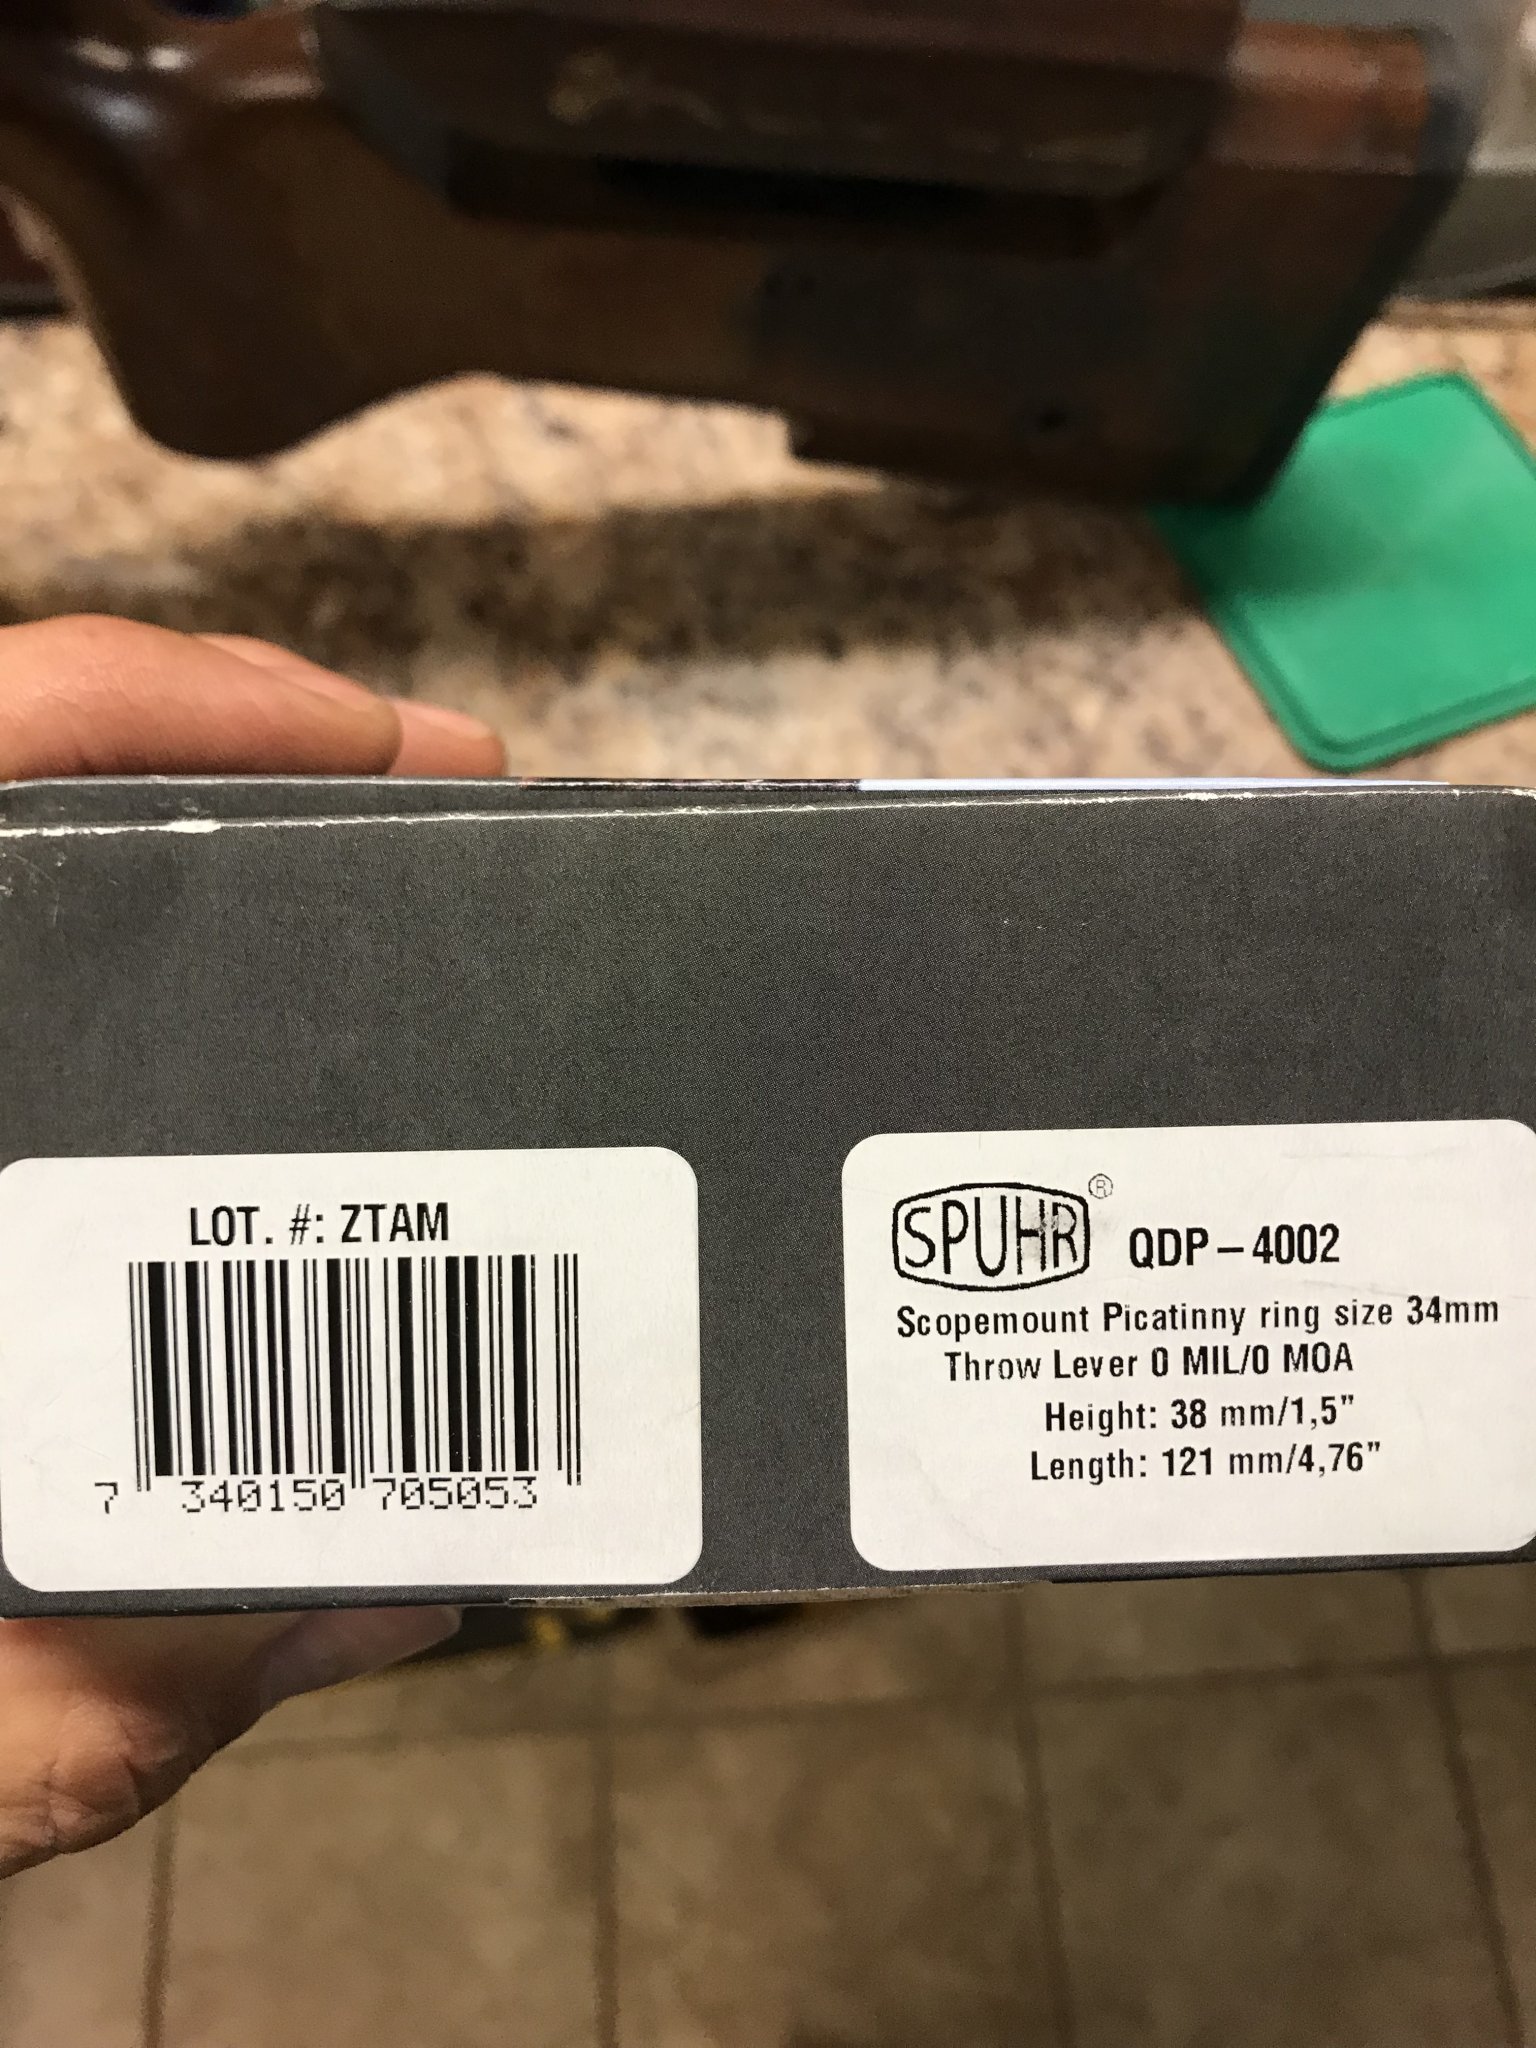 LOT. #: ZTAM
7 340150 705053
SPUHR® QDP-4002
Scopemount Picatinny ring size 34mm
Throw Lever 0 MIL/0 MOA
Height: 38 mm/1,5”
Length: 121 mm/4,76”